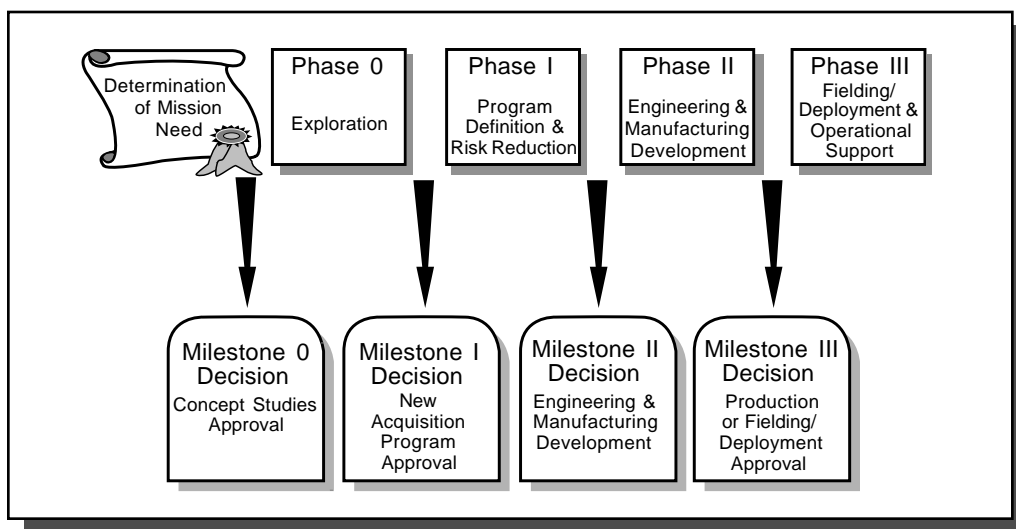 Determination
of Mission
Need
Phase 0
Exploration
Phase I
Program
Definition &
Risk Reduction
Phase II
Engineering &
Manufacturing
Development
Phase III
Fielding/
Deployment &
Operational
Support
Milestone 0
Decision
Concept Studies
Approval
Milestone I
Decision
New
Acquisition
Program
Approval
Milestone II
Decision
Engineering &
Manufacturing
Development
Milestone III
Decision
Production
or Fielding/
Deployment
Approval